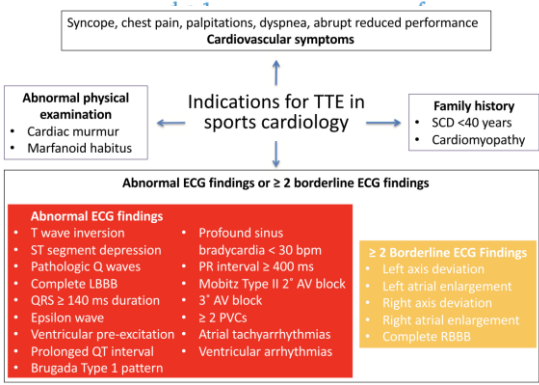 Syncope, chest pain, palpitations, dyspnea, abrupt reduced performance
Cardiovascular symptoms
Abnormal physical
examination
• Cardiac murmur
• Marfanoid habitus
Indications for TTE in
sports cardiology
Family history
• SCD <40 years
• Cardiomyopathy
Abnormal ECG findings or ≥ 2 borderline ECG findings
Abnormal ECG findings
• T wave inversion
• ST segment depression
• Pathologic Q waves
• Complete LBBB
• QRS ≥ 140 ms duration
• Epsilon wave
• Ventricular pre-excitation
• Prolonged QT interval
• Brugada Type 1 pattern
• Profound sinus
bradycardia < 30 bpm
• PR interval ≥ 400 ms
• Mobitz Type II 2˚ AV block
• 3˚ AV block
• ≥ 2 PVCs
• Atrial tachyarrhythmias
• Ventricular arrhythmias
≥ 2 Borderline ECG Findings
• Left axis deviation
• Left atrial enlargement
• Right axis deviation
• Right atrial enlargement
• Complete RBBB